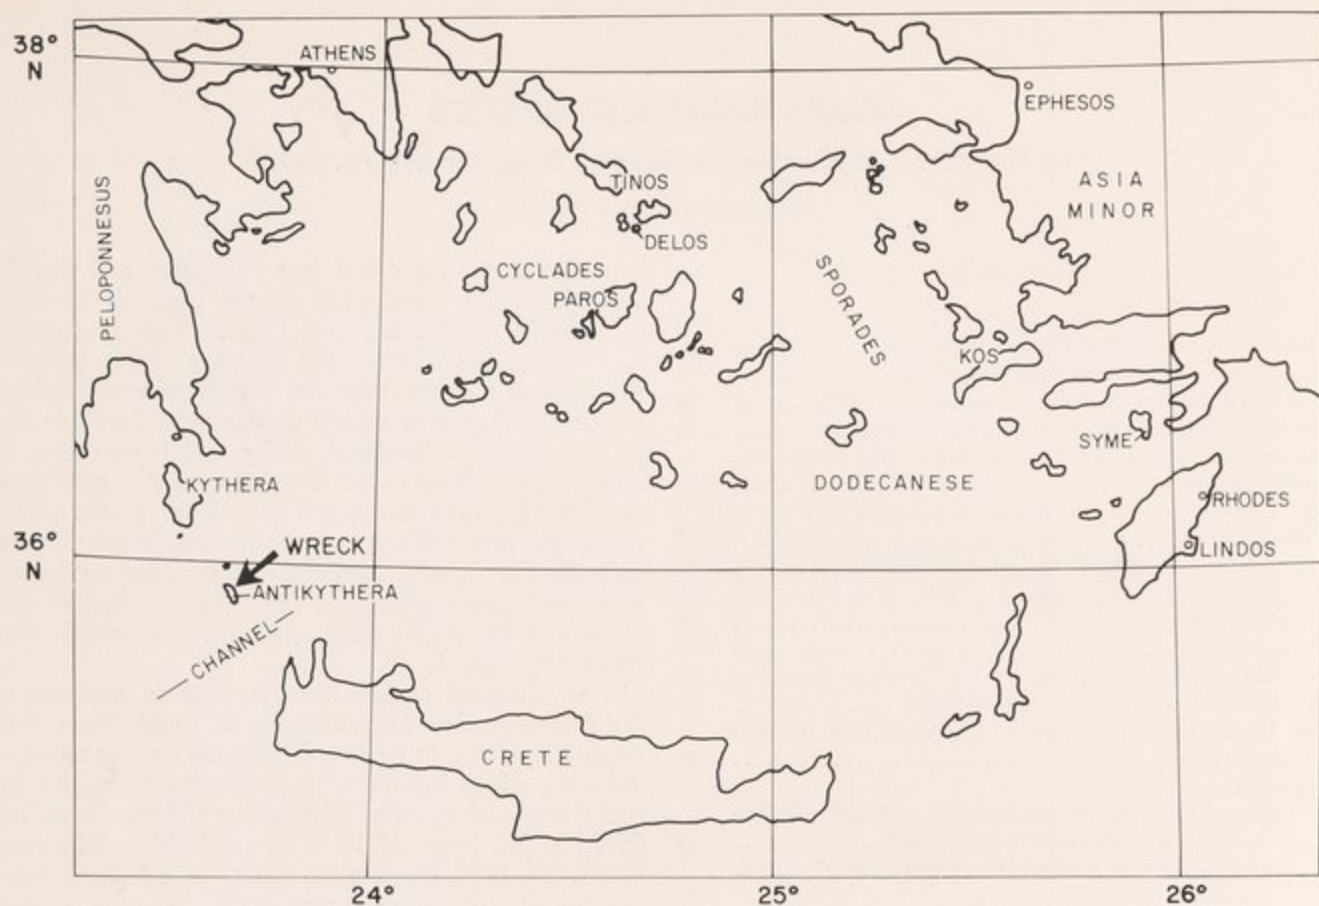 38°
N
ATHENS
EPHESOS
PELOPONNESUS
TINOS
ASIA
MINOR
DELOS
CYCLADES
PAROS
SPORADES
KOS
SYME
KYTHERA
DODECANESE
RHODES
36°
N
WRECK
LINDOS
ANTIKYTHERA
CHANNEL
CRETE
24°
25°
26°